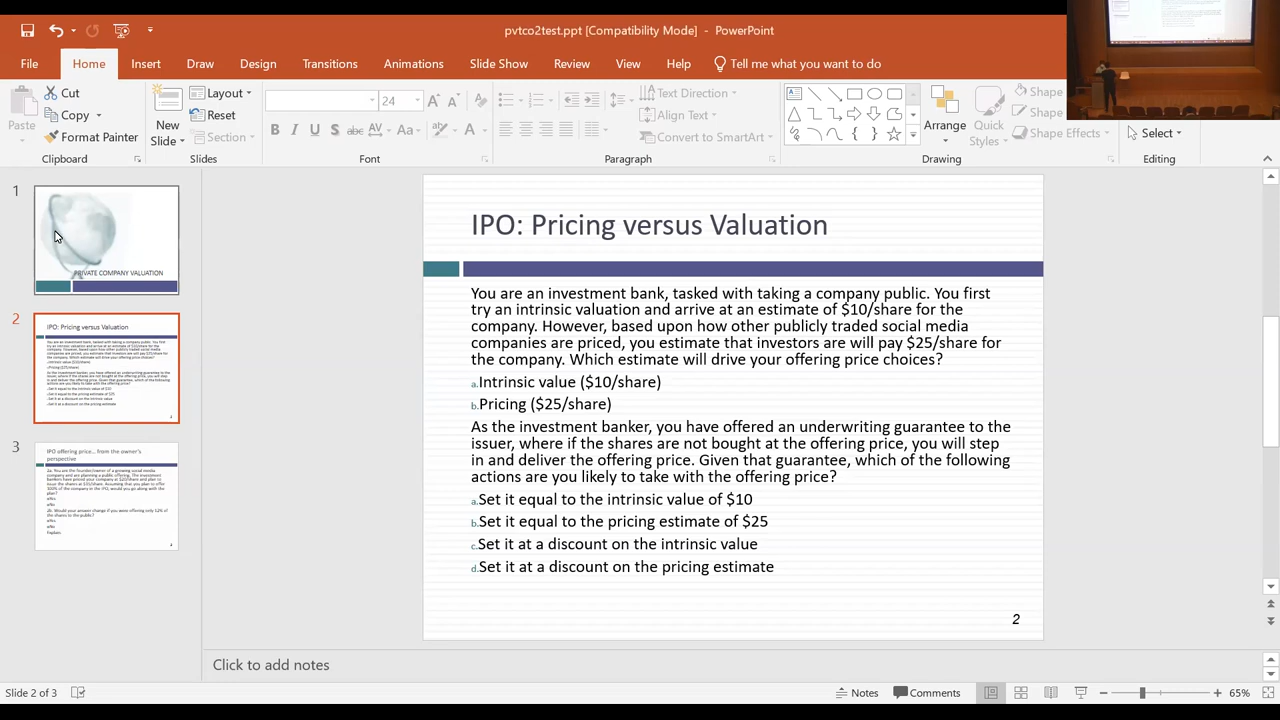 pvtco2test.ppt [Compatibility Mode] - PowerPoint
File Home Insert Draw Design Transitions Animations Slide Show Review View Help Tell me what you want to do
Paste
Cut
Copy
Format Painter
Clipboard
New Slide
Layout
Reset
Section
Slides
24
Font
Text Direction
Align Text
Convert to SmartArt
Paragraph
Arrange
Quick Styles
Shape
Shape
Shape Effects
Drawing
Select
Editing
1
PRIVATE COMPANY VALUATION
2
IPO: Pricing versus Valuation
3
IPO offering price... from the owner's
perspective
IPO: Pricing versus Valuation
You are an investment bank, tasked with taking a company public. You first
try an intrinsic valuation and arrive at an estimate of $10/share for the
company. However, based upon how other publicly traded social media
companies are priced, you estimate that investors will pay $25/share for
the company. Which estimate will drive your offering price choices?
a. Intrinsic value ($10/share)
b. Pricing ($25/share)
As the investment banker, you have offered an underwriting guarantee to the
issuer, where if the shares are not bought at the offering price, you will step
in and deliver the offering price. Given that guarantee, which of the following
actions are you likely to take with the offering price?
a. Set it equal to the intrinsic value of $10
b. Set it equal to the pricing estimate of $25
c. Set it at a discount on the intrinsic value
d. Set it at a discount on the pricing estimate
2
Click to add notes
Slide 2 of 3
Notes
Comments
65%